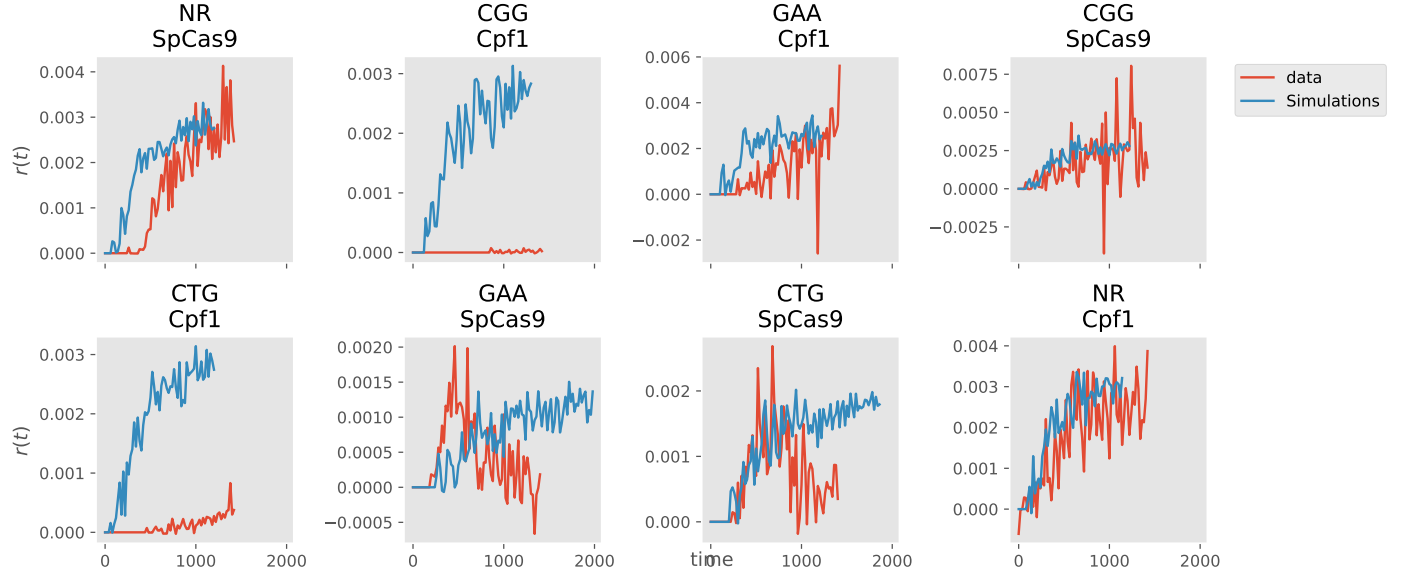 NR
SpCas9
CGG
Cpf1
GAA
Cpf1
CGG
SpCas9
data
Simulations
r(t)
0.004
0.003
0.002
0.001
0.000
0.003
0.002
0.001
0.000
0.006
0.004
0.002
0.000
−0.002
0.0075
0.0050
0.0025
0.0000
−0.0025
0 1000 2000
CTG
Cpf1
GAA
SpCas9
CTG
SpCas9
NR
Cpf1
r(t)
0.003
0.002
0.001
0.000
0.0020
0.0015
0.0010
0.0005
0.0000
−0.0005
0.002
0.001
0.000
0.004
0.003
0.002
0.001
0.000
0 1000 2000
0 1000 2000
0 1000 2000
0 1000 2000
time